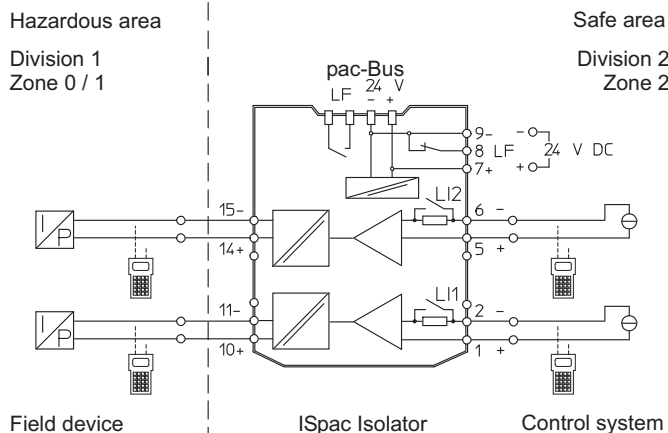 Hazardous area
Safe area
Division 1
Zone 0 / 1
Division 2
Zone 2
pac-Bus
LF 24 V
- +
9-
8 LF
7+
- 
+
24 V DC
LI2
15-
14+
6 -
5 +
I/P
LI1
11-
10+
2 -
1 +
I/P
Field device
ISpac Isolator
Control system